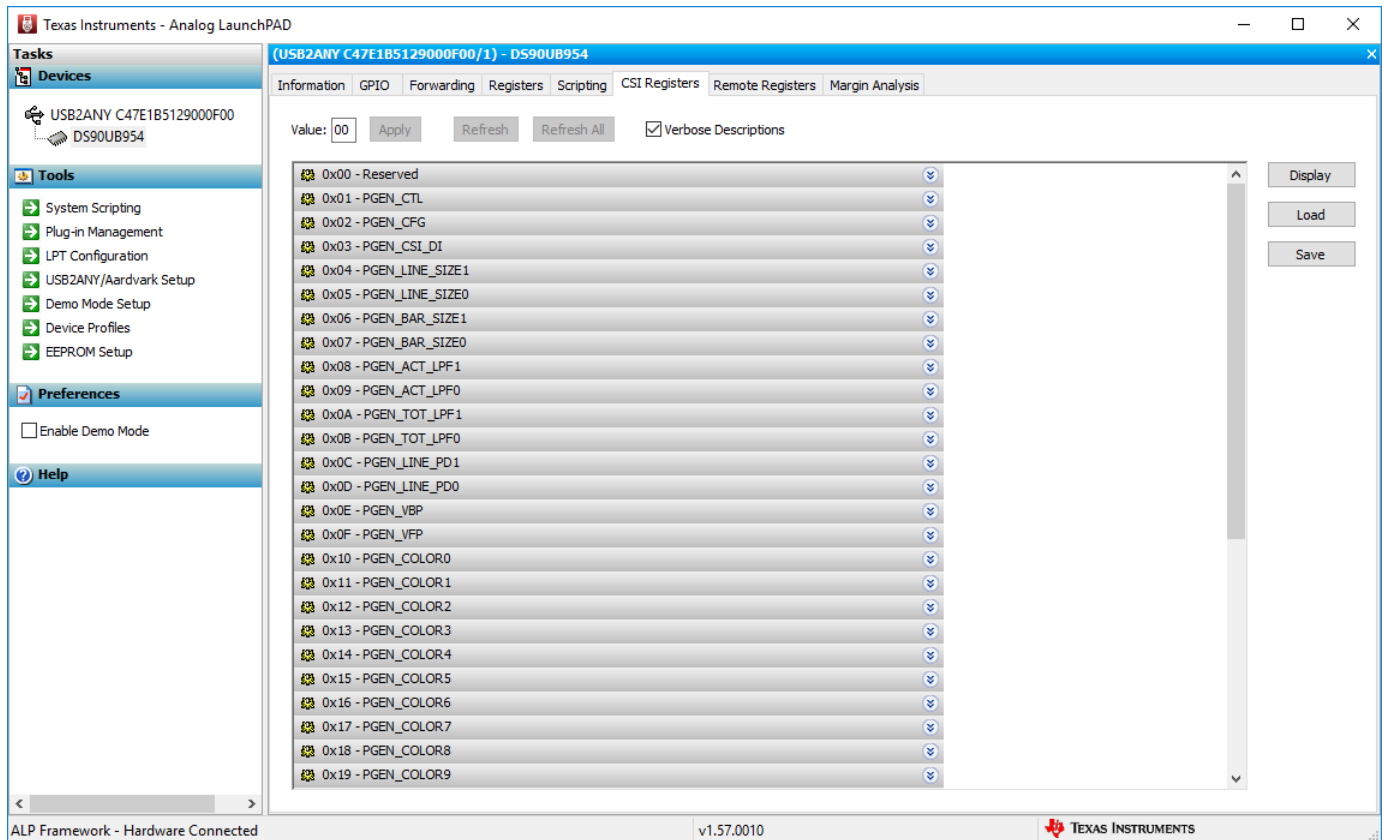 Texas Instruments - Analog LaunchPAD
Tasks
Devices
USB2ANY C47E1B5129000F00
DS90UB954
Tools
System Scripting
Plug-in Management
LPT Configuration
USB2ANY/Aardvark Setup
Demo Mode Setup
Device Profiles
EEPROM Setup
Preferences
Enable Demo Mode
Help
(USB2ANY C47E1B5129000F00/1) - DS90UB954
Information GPIO Forwarding Registers Scripting CSI Registers Remote Registers Margin Analysis
Value: 00 Apply Refresh Refresh All Verbose Descriptions
0x00 - Reserved
0x01 - PGEN_CTL
0x02 - PGEN_CFG
0x03 - PGEN_CSI_DI
0x04 - PGEN_LINE_SIZE1
0x05 - PGEN_LINE_SIZE0
0x06 - PGEN_BAR_SIZE1
0x07 - PGEN_BAR_SIZE0
0x08 - PGEN_ACT_LPF1
0x09 - PGEN_ACT_LPF0
0x0A - PGEN_TOT_LPF1
0x0B - PGEN_TOT_LPF0
0x0C - PGEN_LINE_PD1
0x0D - PGEN_LINE_PD0
0x0E - PGEN_VBP
0x0F - PGEN_VFP
0x10 - PGEN_COLOR0
0x11 - PGEN_COLOR1
0x12 - PGEN_COLOR2
0x13 - PGEN_COLOR3
0x14 - PGEN_COLOR4
0x15 - PGEN_COLOR5
0x16 - PGEN_COLOR6
0x17 - PGEN_COLOR7
0x18 - PGEN_COLOR8
0x19 - PGEN_COLOR9
Display
Load
Save
ALP Framework - Hardware Connected
v1.57.0010
TEXAS INSTRUMENTS